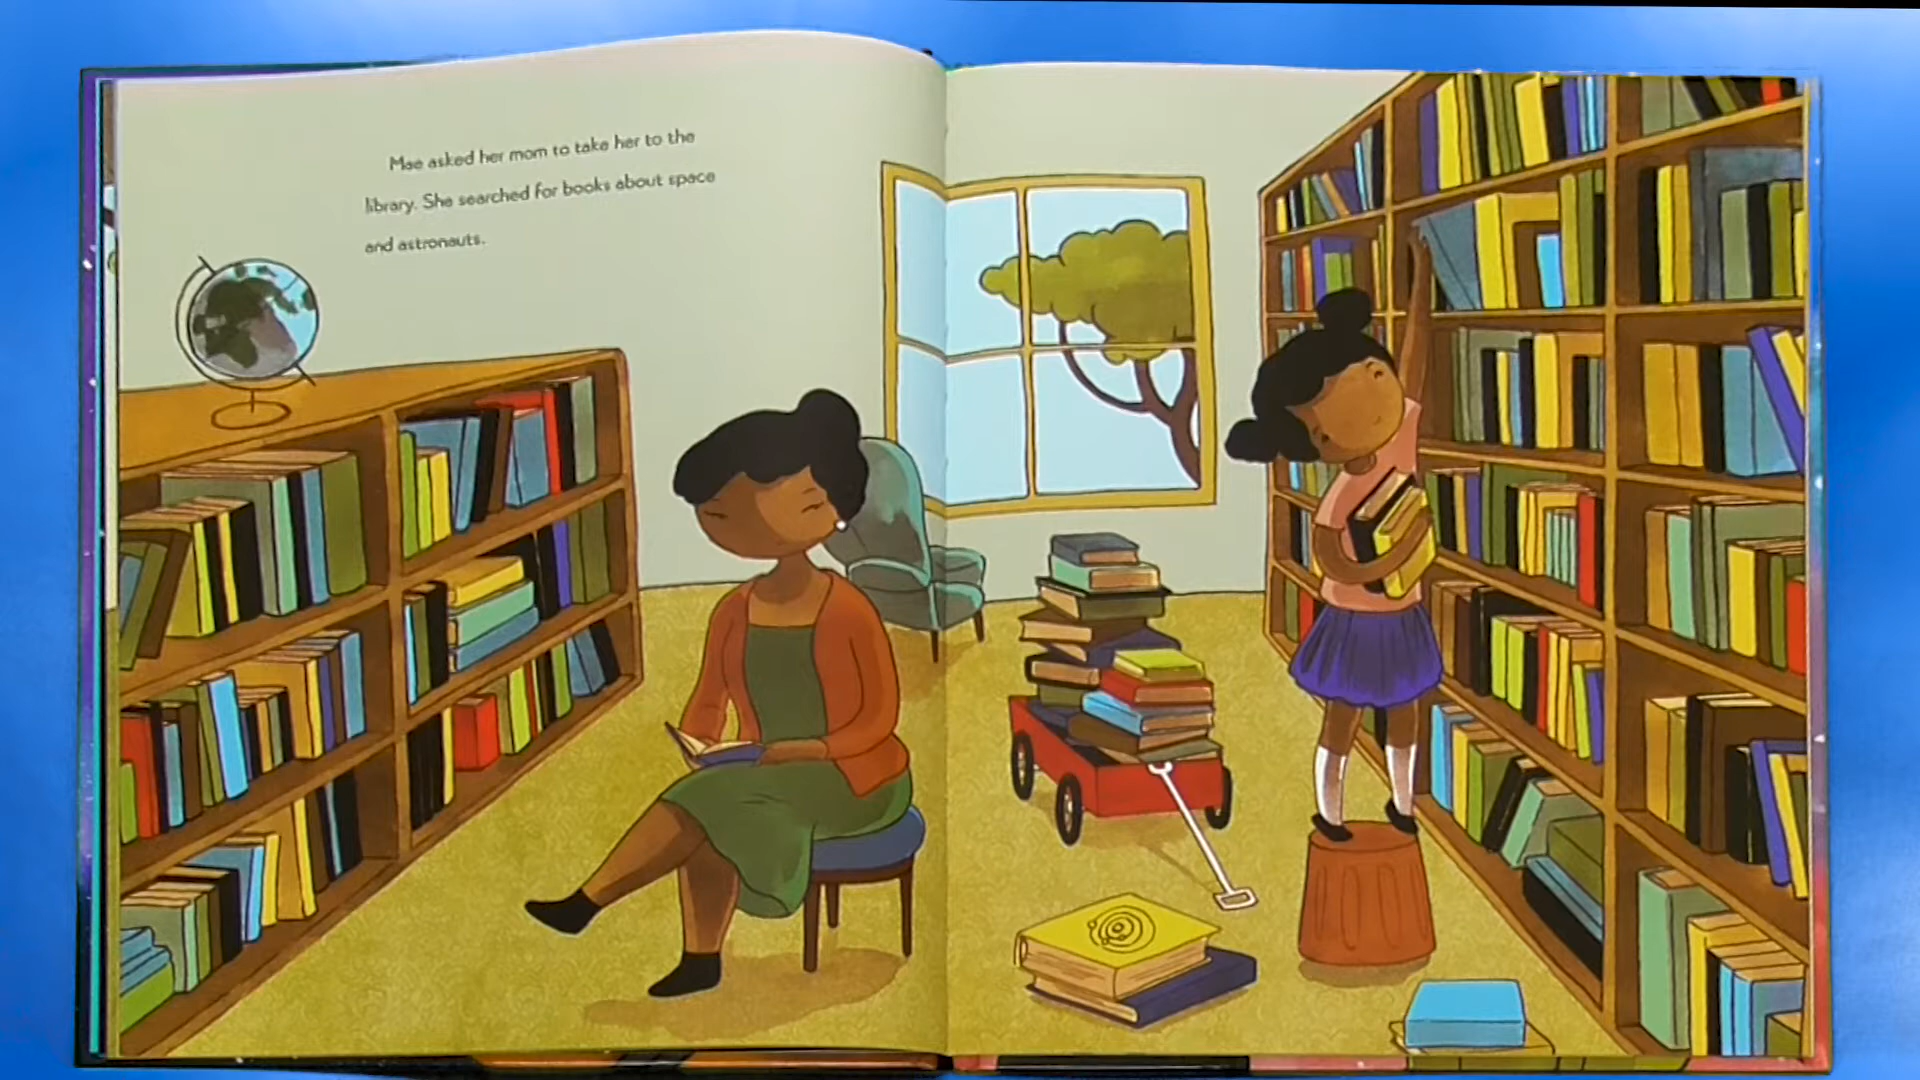 Mae asked her mom to take her to the
library. She searched for books about space
and astronauts.